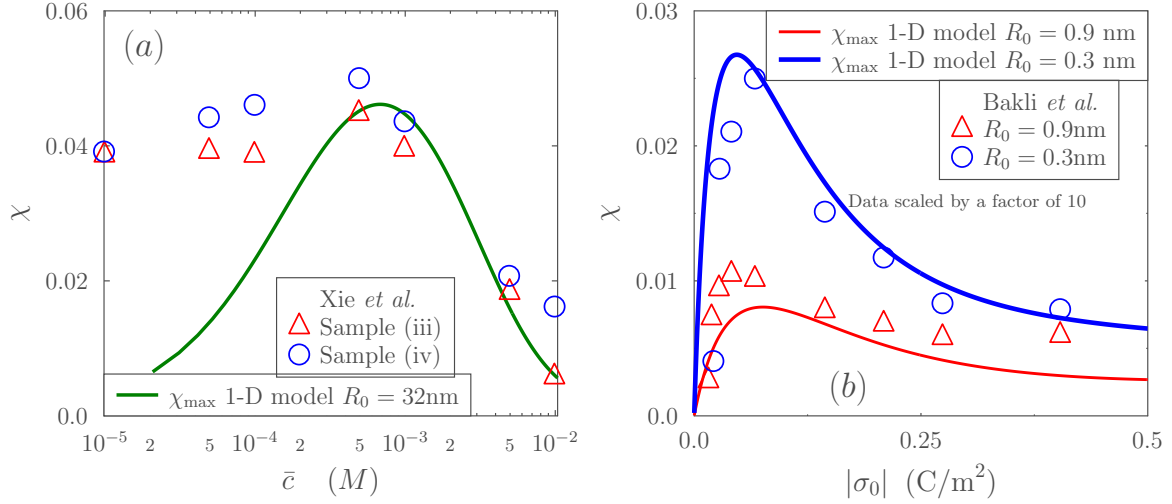 (a)
0.06
0.04
0.02
0.0
χ
Xie et al.
Sample (iii)
Sample (iv)
χmax 1-D model R0 = 32nm
10−5 2 5 10−4 2 5 10−3 2 5 10−2
c̄ (M)
0.03
0.02
0.01
0.0
χ
χmax 1-D model R0 = 0.9 nm
χmax 1-D model R0 = 0.3 nm
Bakli et al.
R0 = 0.9nm
R0 = 0.3nm
Data scaled by a factor of 10
(b)
0.0 0.25 0.5
|σ0| (C/m2)